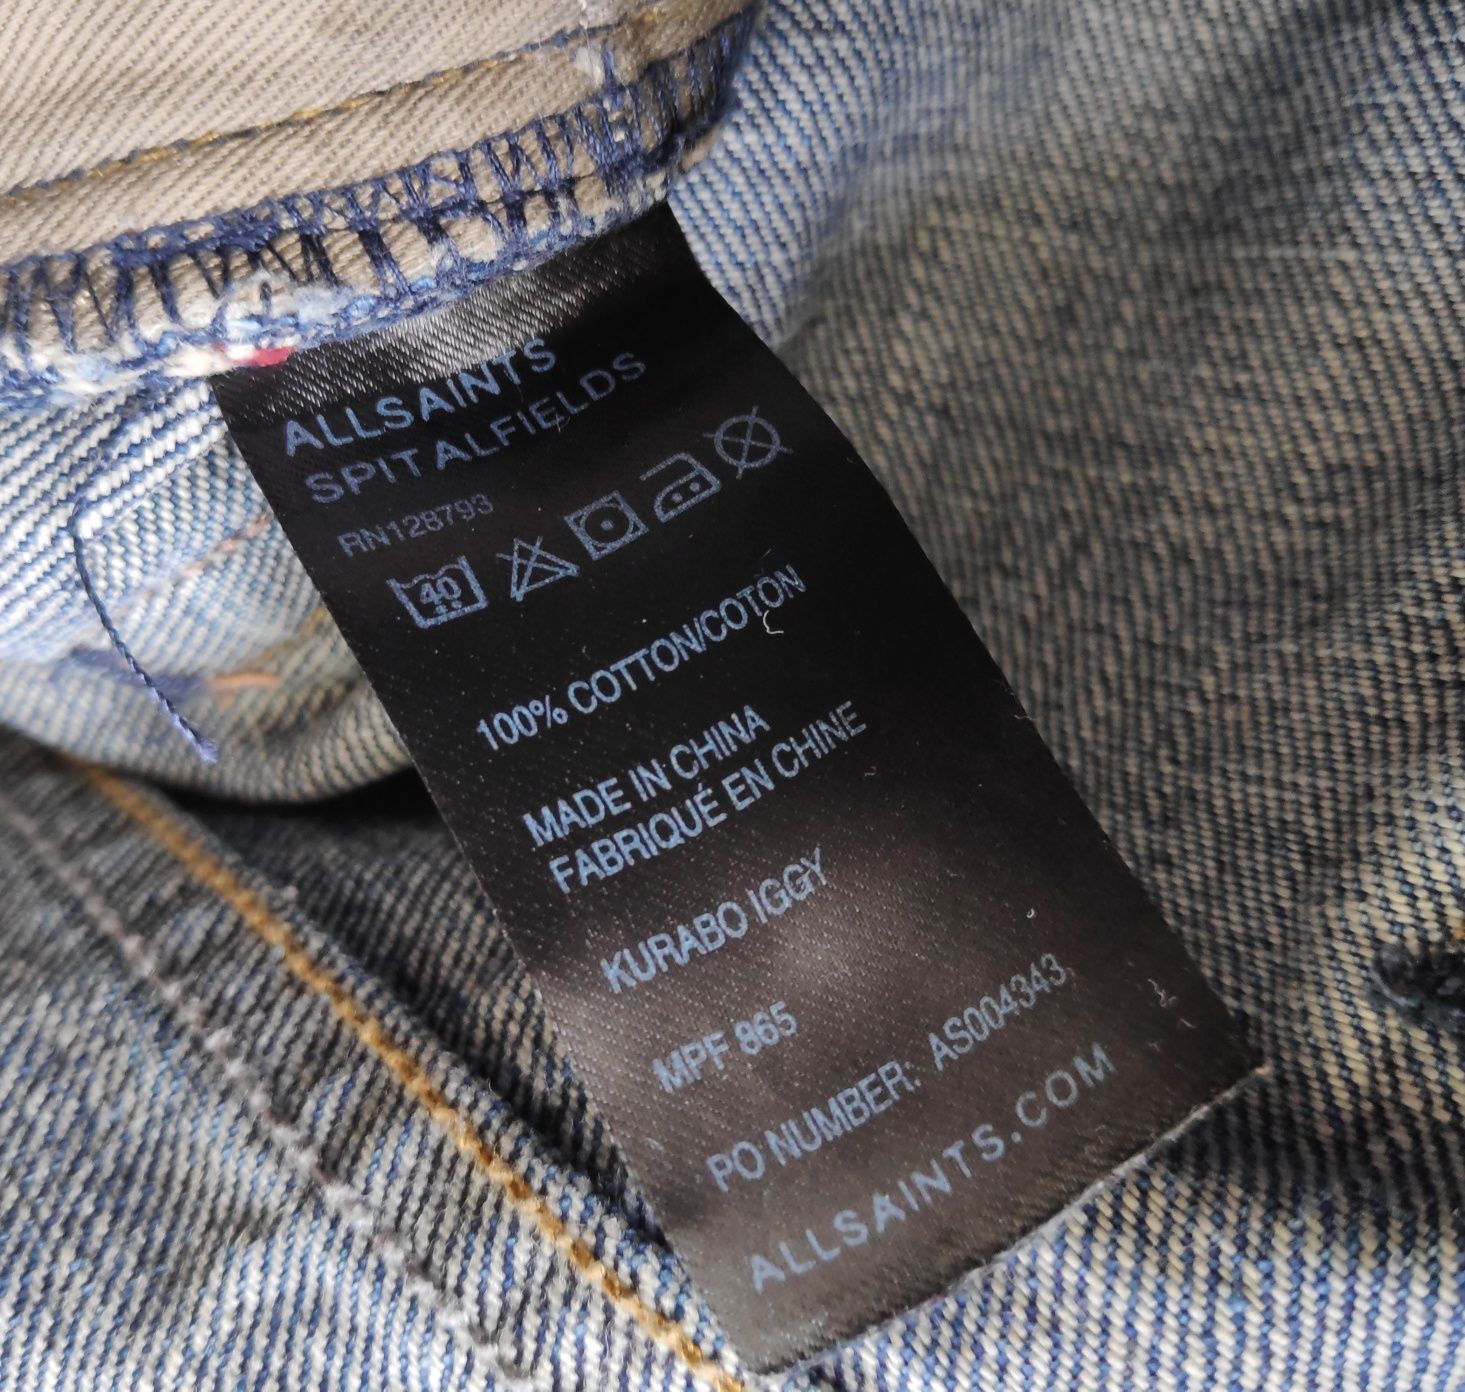 ALLSAINTS
SPITALFIELDS
RN128793
40
100% COTTON/COTON
MADE IN CHINA
FABRIQUÉ EN CHINE
KURABO IGGY
MPF 865
PO NUMBER: AS004343
ALLSAINTS.COM